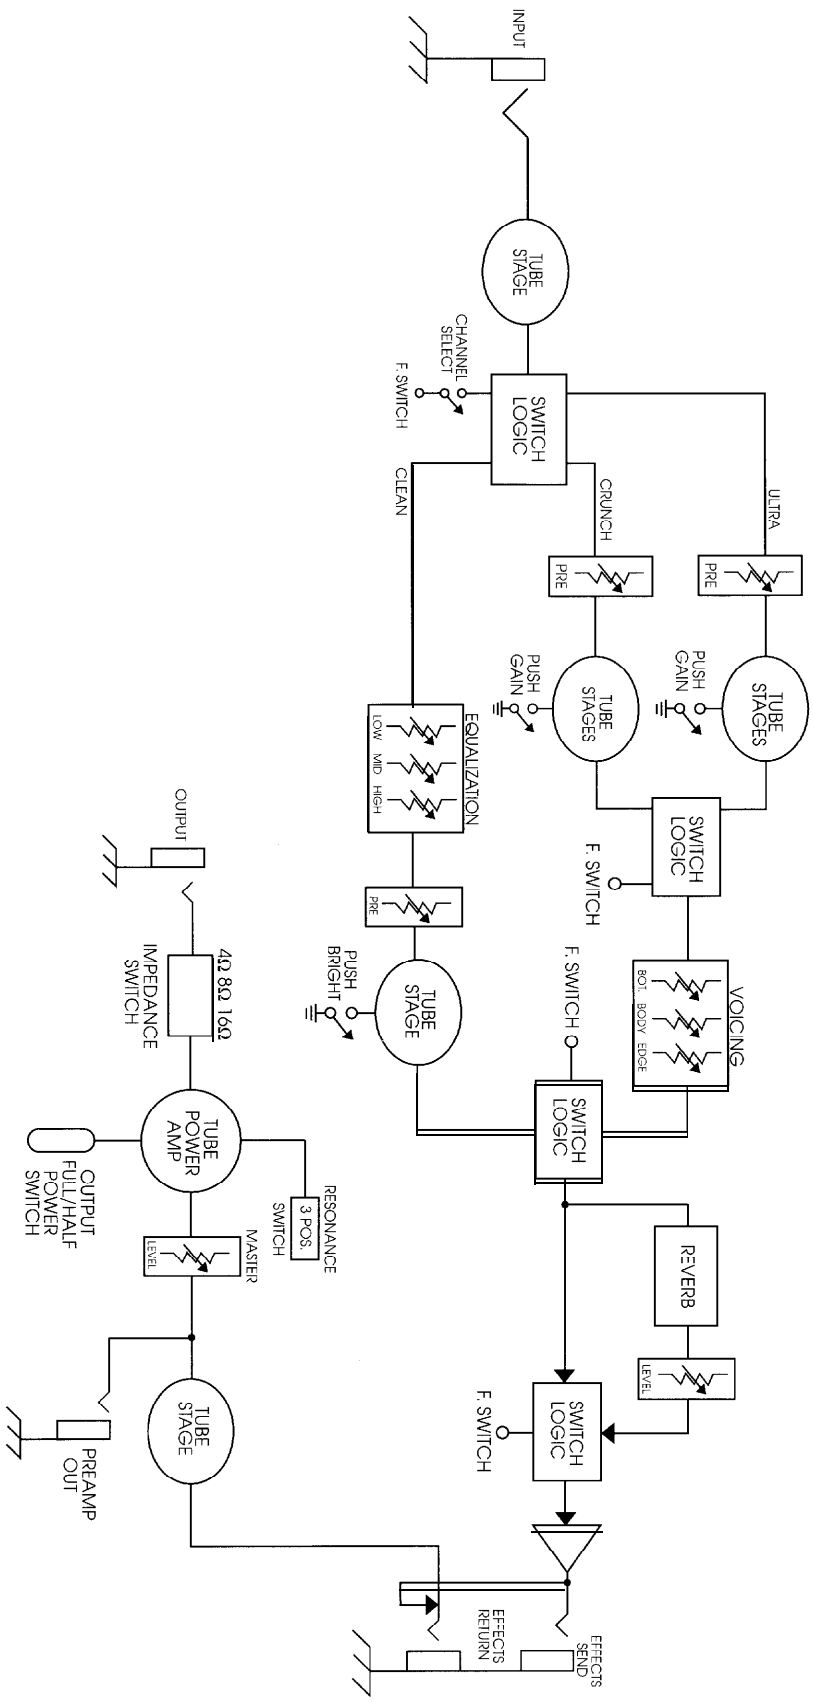 INPUT
TUBE
STAGE
CHANNEL
SELECT
F. SWITCH
SWITCH
LOGIC
ULTRA
CRUNCH
CLEAN
PRE
PRE
TUBE
STAGES
PUSH
GAIN
TUBE
STAGES
PUSH
GAIN
EQUALIZATION
LOW MID HIGH
PRE
TUBE
STAGE
PUSH
BRIGHT
SWITCH
LOGIC
F. SWITCH
VOICING
BOT. BODY EDGE
F. SWITCH
SWITCH
LOGIC
REVERB
LEVEL
SWITCH
LOGIC
F. SWITCH
EFFECTS
SEND
EFFECTS
RETURN
OUTPUT
4Ω 8Ω 16Ω
IMPEDANCE
SWITCH
TUBE
POWER
AMP
OUTPUT
FULL/HALF
POWER
SWITCH
RESONANCE
3 POS.
SWITCH
MASTER
LEVEL
TUBE
STAGE
PREAMP
OUT